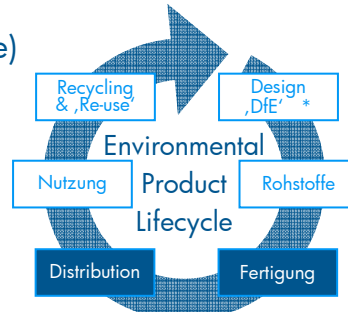 e)
Recycling
& ‚Re-use‘
Design
‚DfE‘ *
Environmental
Product
Lifecycle
Nutzung
Rohstoffe
Distribution
Fertigung